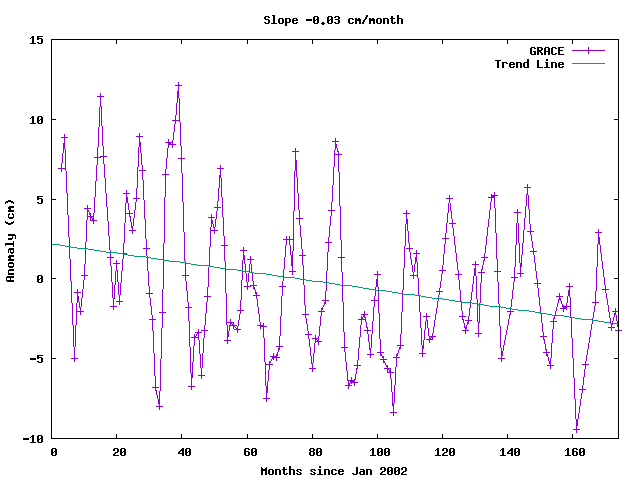 Slope -0.03 cm/month
GRACE
Trend Line
15
10
5
0
-5
-10
Anomaly (cm)
0 20 40 60 80 100 120 140 160
Months since Jan 2002